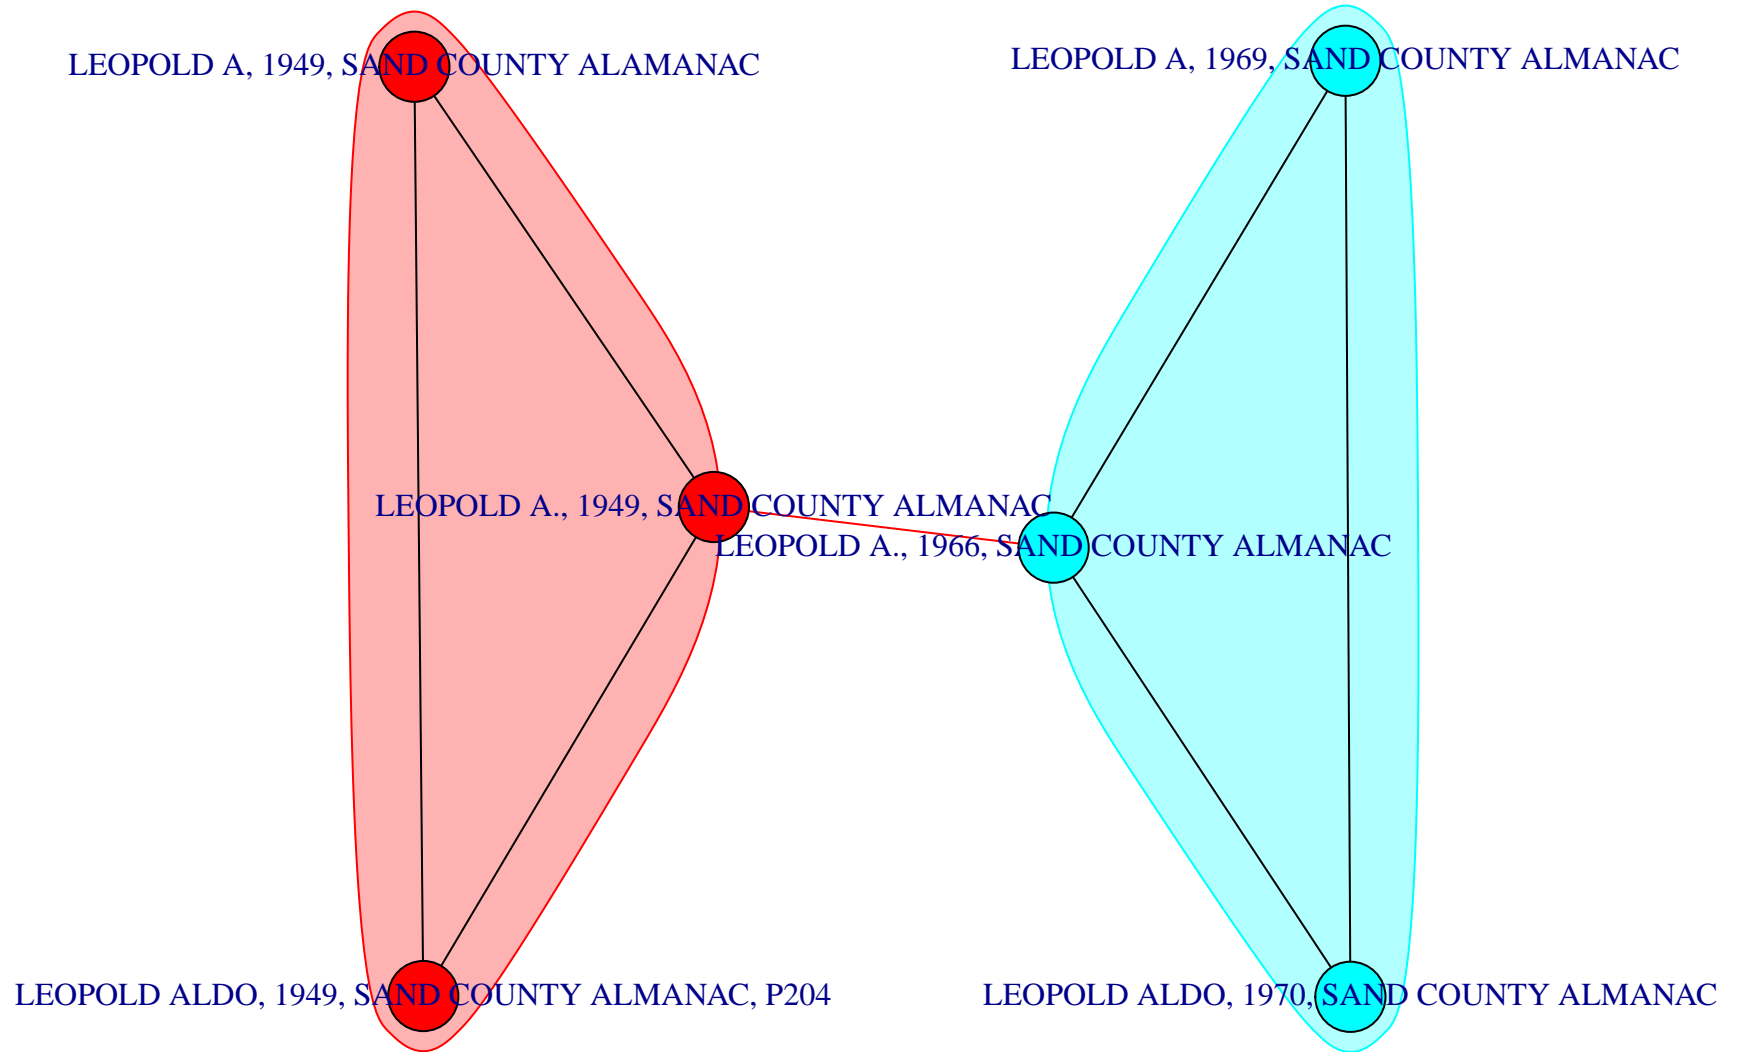 LEOPOLD A, 1949, SAND COUNTY ALAMANAC
LEOPOLD A, 1969, SAND COUNTY ALMANAC
LEOPOLD A., 1949, SAND COUNTY ALMANAC
LEOPOLD A., 1966, SAND COUNTY ALMANAC
LEOPOLD ALDO, 1949, SAND COUNTY ALMANAC, P204
LEOPOLD ALDO, 1970, SAND COUNTY ALMANAC